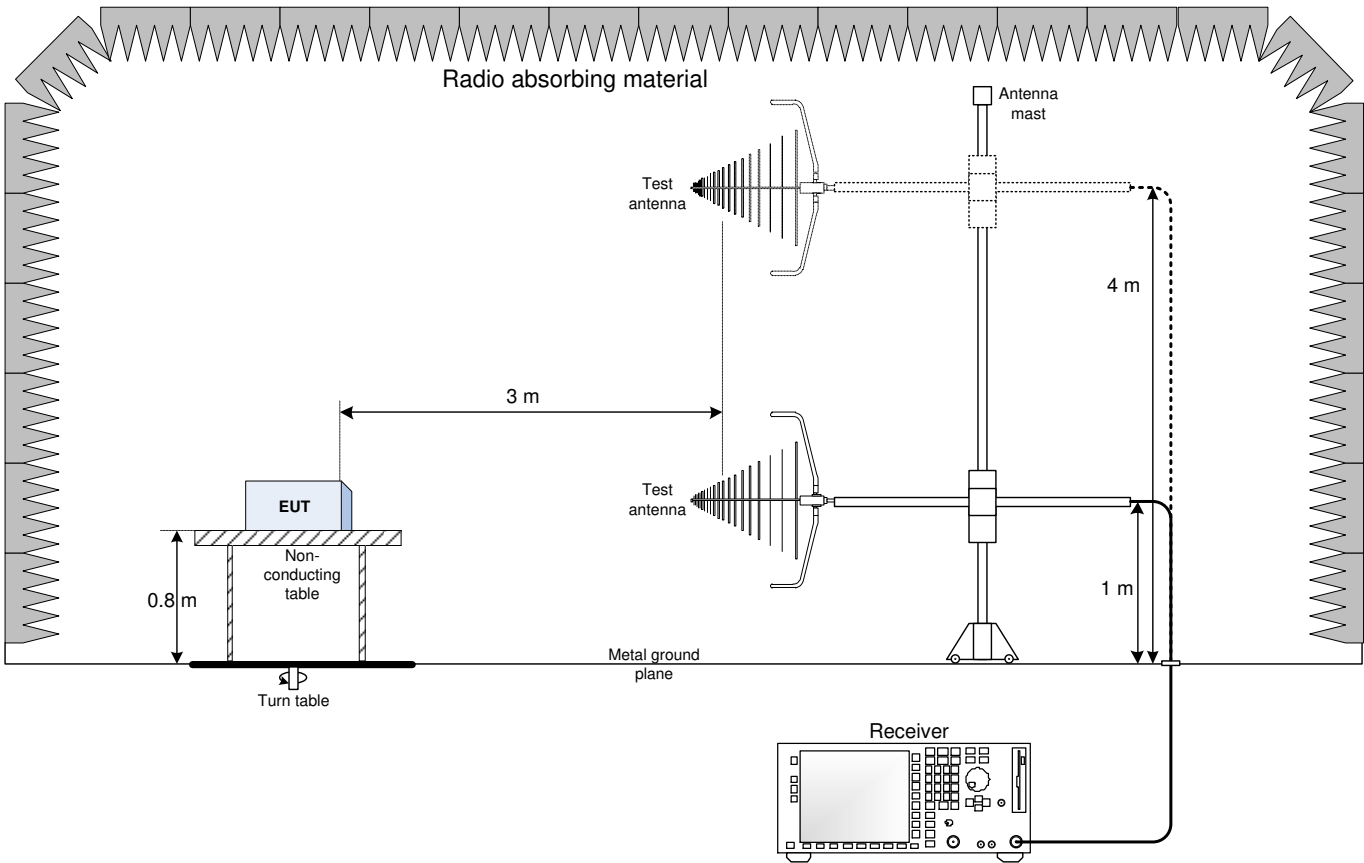 Radio absorbing material
Antenna
mast
Test
antenna
4 m
3 m
Test
antenna
EUT
Non-
conducting
table
0.8 m
1 m
Metal ground
plane
Turn table
Receiver